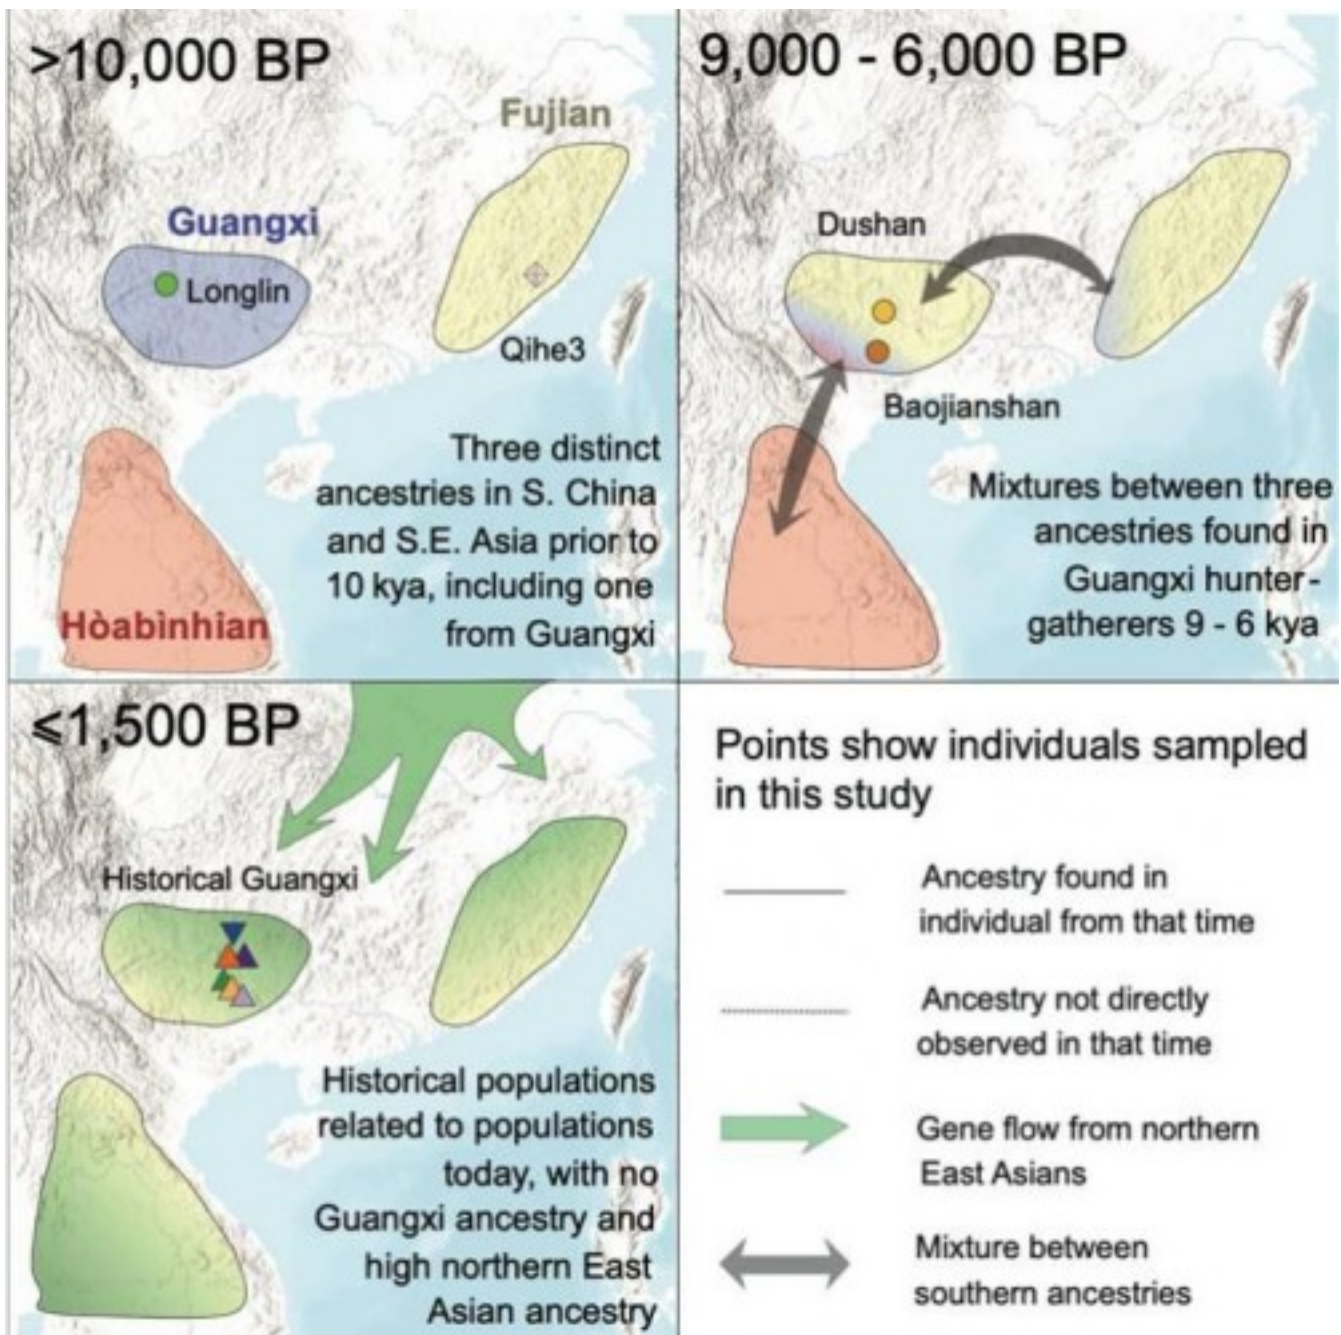 >10,000 BP
Fujian
Guangxi
Longlin
Qihe3
Three distinct
ancestries in S. China
and S.E. Asia prior to
10 kya, including one
from Guangxi
Hòabìnhian
9,000 - 6,000 BP
Dushan
Baojianshan
Mixtures between three
ancestries found in
Guangxi hunter-
gatherers 9 - 6 kya
⩽1,500 BP
Historical Guangxi
Historical populations
related to populations
today, with no
Guangxi ancestry and
high northern East
Asian ancestry
Points show individuals sampled
in this study
Ancestry found in
individual from that time
Ancestry not directly
observed in that time
Gene flow from northern
East Asians
Mixture between
southern ancestries